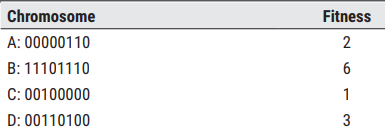 Chromosome Fitness
A: 00000110 2
B: 11101110 6
C: 00100000 1
D: 00110100 3